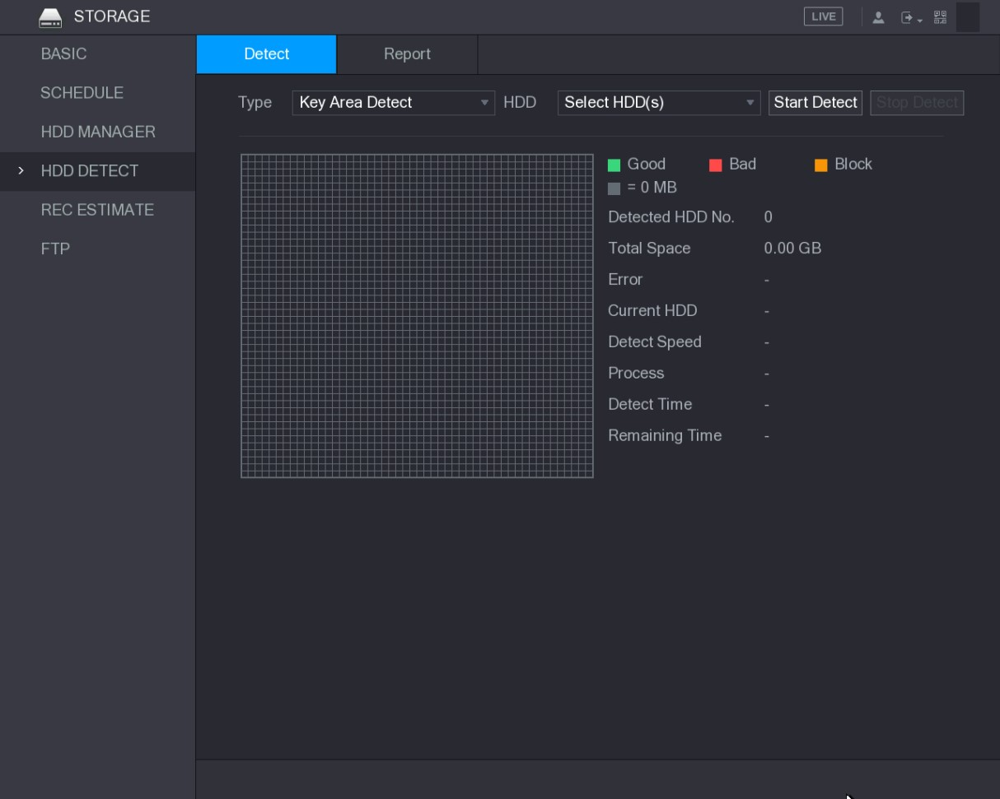 STORAGE
LIVE
BASIC
SCHEDULE
HDD MANAGER
HDD DETECT
REC ESTIMATE
FTP
Detect Report
Type Key Area Detect HDD Select HDD(s) Start Detect Stop Detect
Good Bad Block
= 0 MB
Detected HDD No. 0
Total Space 0.00 GB
Error -
Current HDD -
Detect Speed -
Process -
Detect Time -
Remaining Time -